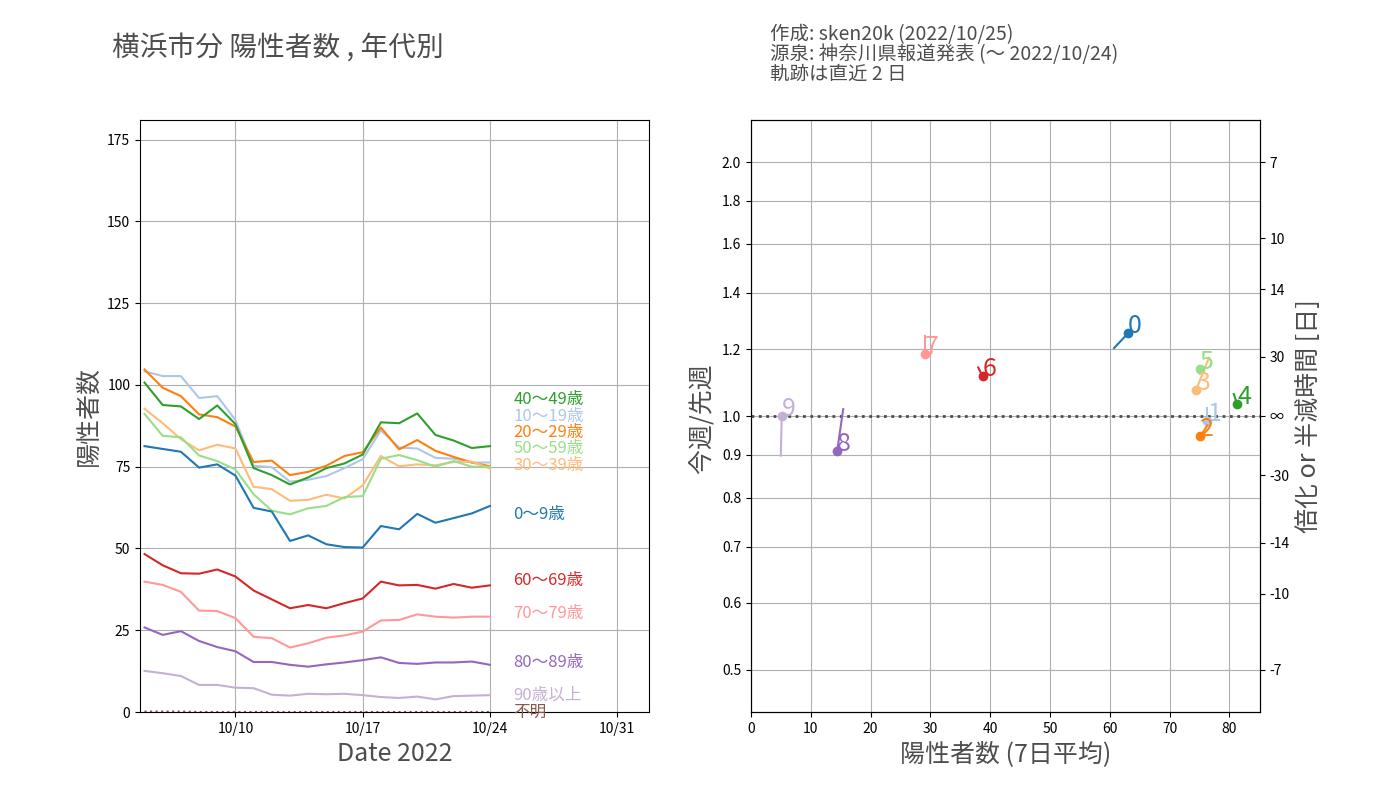 横浜市分 陽性者数 , 年代別
作成: sken20k (2022/10/25)
源泉: 神奈川県報道発表 (〜 2022/10/24)
軌跡は直近 2 日
陽性者数
175
150
125
100
75
50
25
0
10/10
10/17
10/24
10/31
Date 2022
40〜49歳
10〜19歳
20〜29歳
50〜59歳
30〜39歳
0〜9歳
60〜69歳
70〜79歳
80〜89歳
90歳以上
不明
今週/先週
2.0
1.8
1.6
1.4
1.2
1.0
0.9
0.8
0.7
0.6
0.5
0
10
20
30
40
50
60
70
80
陽性者数 (7日平均)
0
7
6
5
3
4
9
1
2
8
7
10
14
30
∞
-30
-14
-10
-7
倍化 or 半減時間 [日]